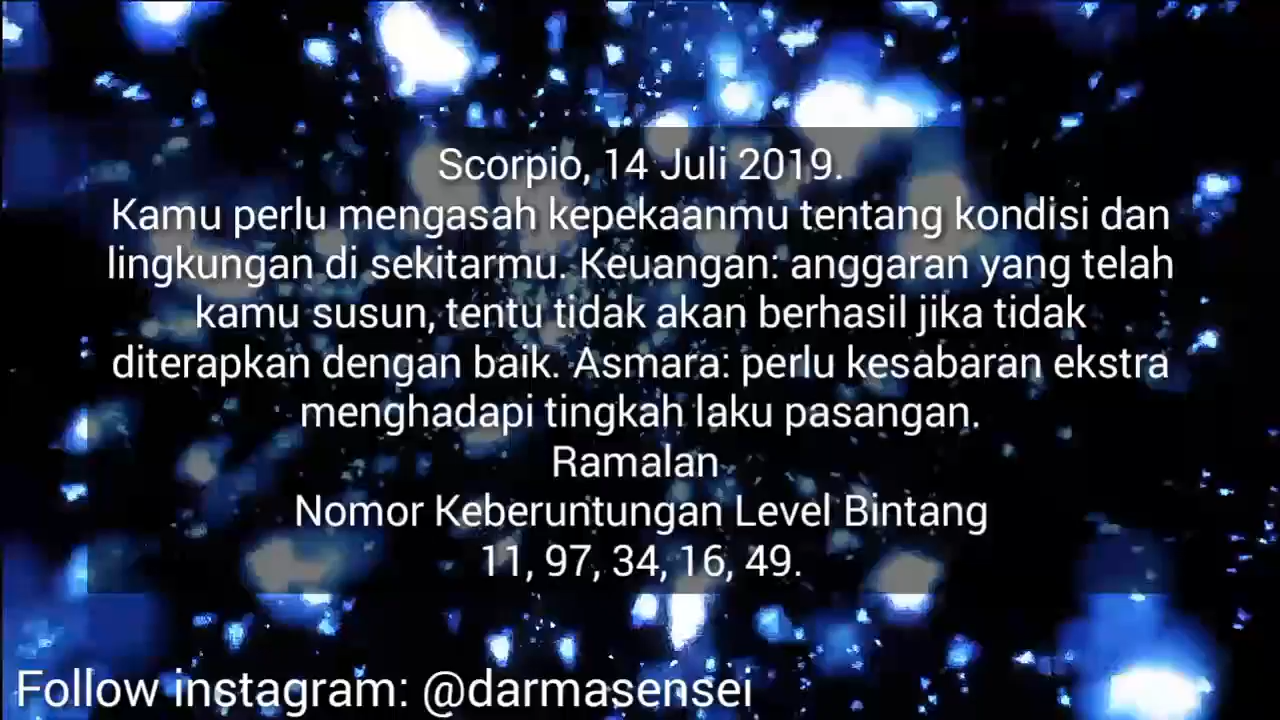 Scorpio, 14 Juli 2019.
Kamu perlu mengasah kepekaanmu tentang kondisi dan
lingkungan di sekitarmu. Keuangan: anggaran yang telah
kamu susun, tentu tidak akan berhasil jika tidak
diterapkan dengan baik. Asmara: perlu kesabaran ekstra
menghadapi tingkah laku pasangan.
Ramalan
Nomor Keberuntungan Level Bintang
11, 97, 34, 16, 49.
Follow instagram: @darmasensei